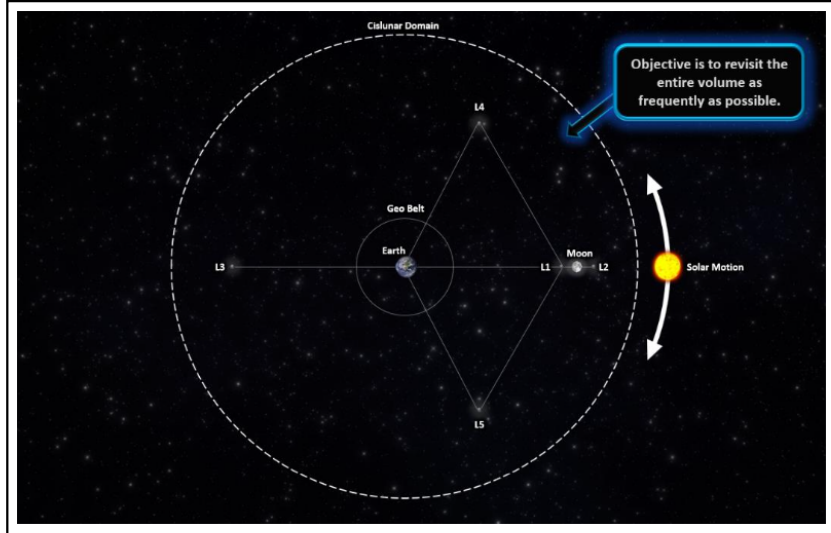 Cislunar Domain
Objective is to revisit the
entire volume as
frequently as possible.
L4
Geo Belt
Earth
L3
L1
Moon
L2
Solar Motion
L5